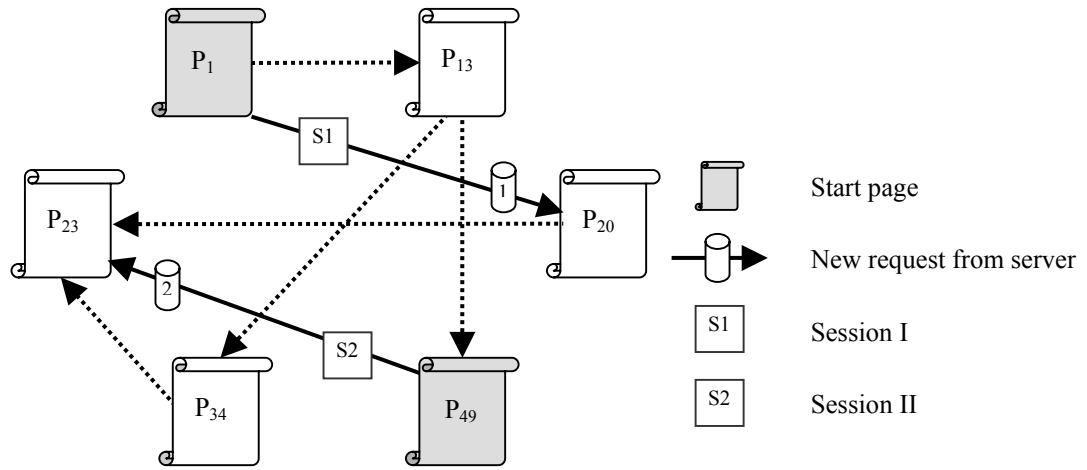 P1
P13
S1
1
P23
P20
2
S2
P34
P49
Start page
New request from server
S1 Session I
S2 Session II